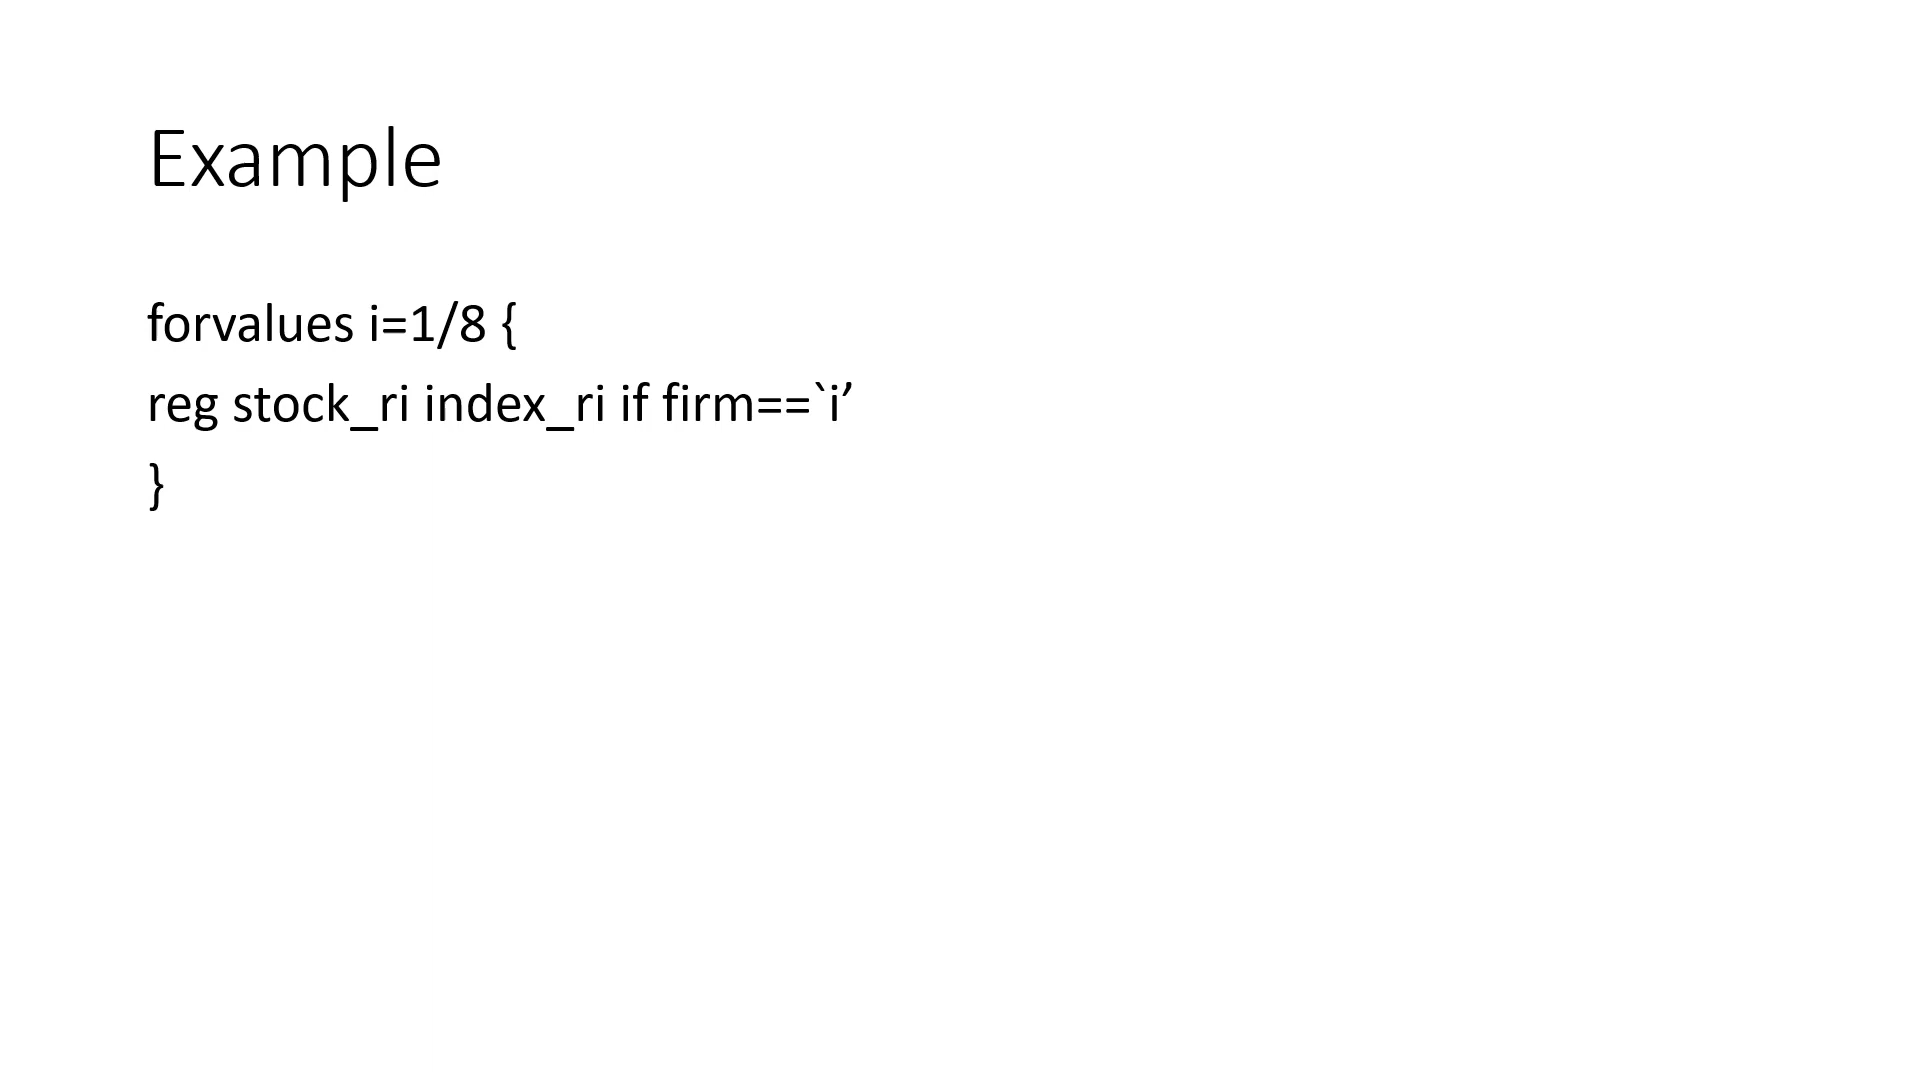 Example
forvalues i=1/8 {
reg stock_ri index_ri if firm==`i’
}